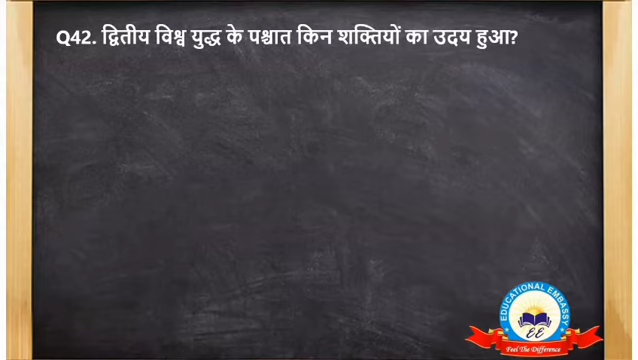 Q42. द्वितीय विश्व युद्ध के पश्चात किन शक्तियों का उदय हुआ?
EDUCATIONAL EMBASSY
EE
Feel The Difference